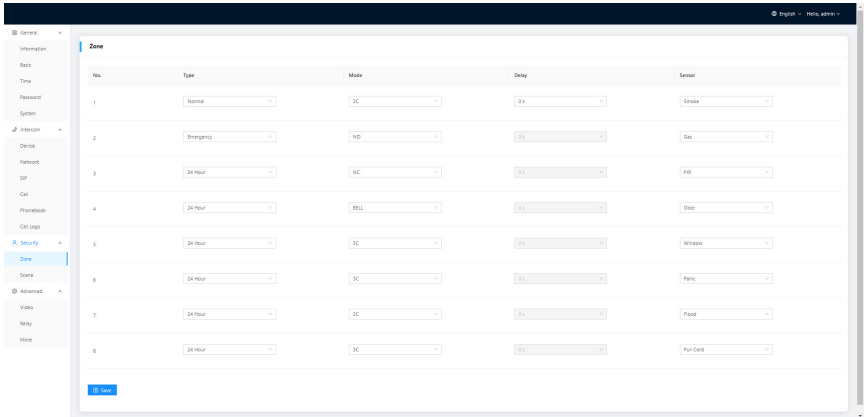 English Hello, admin
General
Information
Basic
Time
Password
System
Intercom
Device
Network
SIP
Call
Phonebook
Call Logs
Security
Zone
Scene
Advanced
Video
Relay
More
Zone
No. Type Mode Delay Sensor
1 Normal 3C 0 s Smoke
2 Emergency NO 0 s Gas
3 24 Hour NC 0 s PIR
4 24 Hour BELL 0 s Door
5 24 Hour 3C 0 s Window
6 24 Hour 3C 0 s Panic
7 24 Hour 3C 0 s Flood
8 24 Hour 3C 0 s Pull Cord
Save